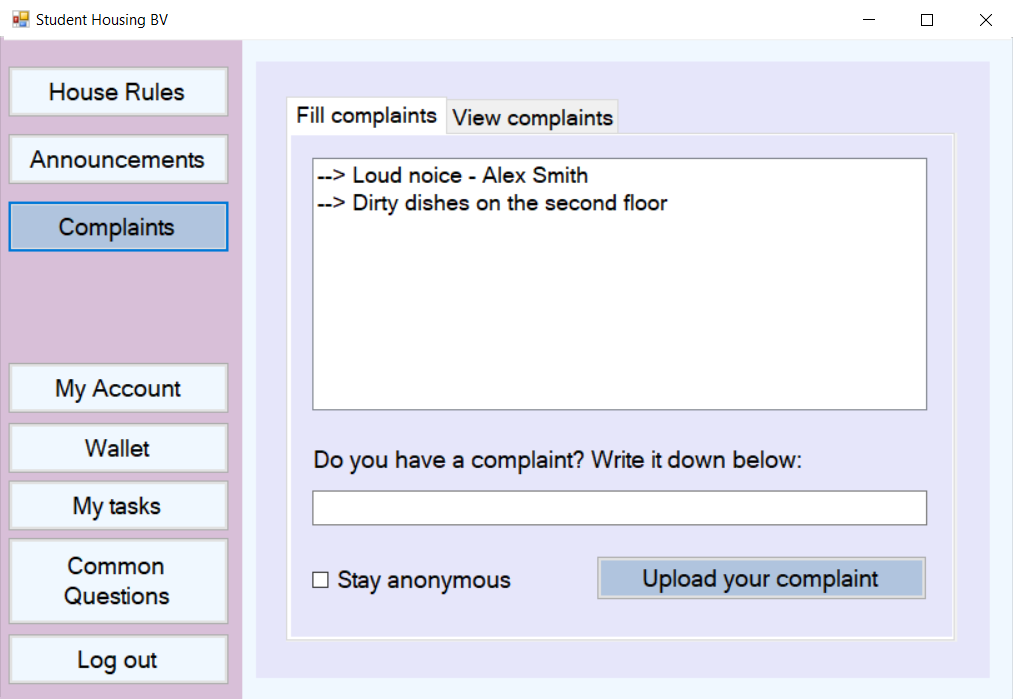 Student Housing BV
House Rules
Announcements
Complaints
My Account
Wallet
My tasks
Common
Questions
Log out
Fill complaints
View complaints
--> Loud noice - Alex Smith
--> Dirty dishes on the second floor
Do you have a complaint? Write it down below:
Stay anonymous
Upload your complaint